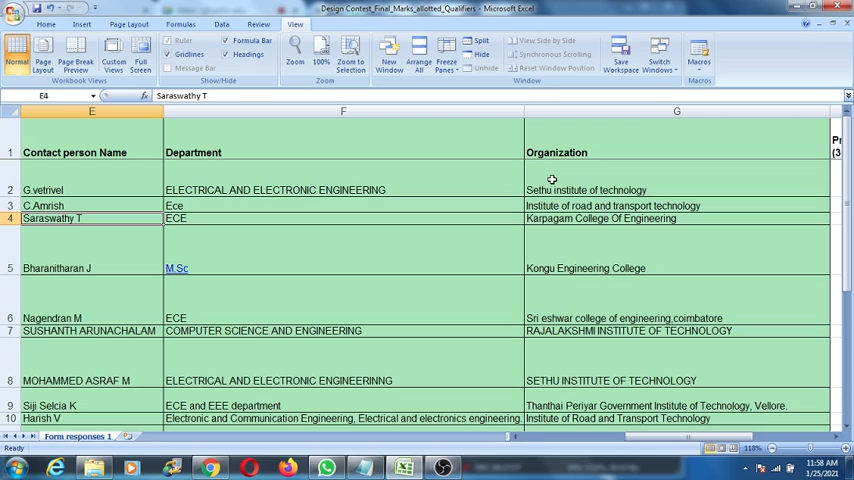 Design Contest_Final_Marks_allotted_Qualifiers - Microsoft Excel
Home Insert Page Layout Formulas Data Review View
Normal Page Layout Page Break Preview Custom Views Full Screen
Workbook Views
Ruler Formula Bar
Gridlines Headings
Message Bar
Show/Hide
Zoom 100% Zoom to Selection
Zoom
New Window Arrange All Freeze Panes
Split
Hide
Unhide
View Side by Side
Synchronous Scrolling
Reset Window Position
Window
Save Workspace Switch Windows
Macros
Macros
E4 fx Saraswathy T
E F G
1 Contact person Name Department Organization
2 G.vetrivel ELECTRICAL AND ELECTRONIC ENGINEERING Sethu institute of technology
3 C.Amrish Ece Institute of road and transport technology
4 Saraswathy T ECE Karpagam College Of Engineering
5 Bharanitharan J M.Sc Kongu Engineering College
6 Nagendran M ECE Sri eshwar college of engineering,coimbatore
7 SUSHANTH ARUNACHALAM COMPUTER SCIENCE AND ENGINEERING RAJALAKSHMI INSTITUTE OF TECHNOLOGY
8 MOHAMMED ASRAF M ELECTRICAL AND ELECTRONIC ENGINEERINNG SETHU INSTITUTE OF TECHNOLOGY
9 Siji Selcia K ECE and EEE department Thanthai Periyar Government Institute of Technology, Vellore.
10 Harish V Electronic and Communication Engineering, Electrical and electronics engineering. Institute of Road and Transport Technology
Form responses 1
Ready 118%
11:58 AM
1/25/2021